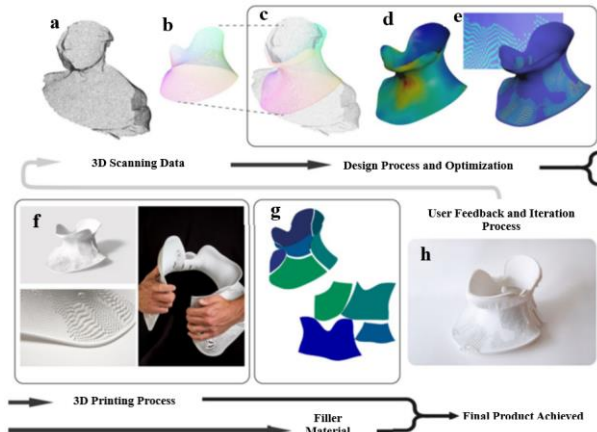 a
b
c
d
e
3D Scanning Data
Design Process and Optimization
User Feedback and Iteration
Process
f
g
h
3D Printing Process
Filler
Material
Final Product Achieved